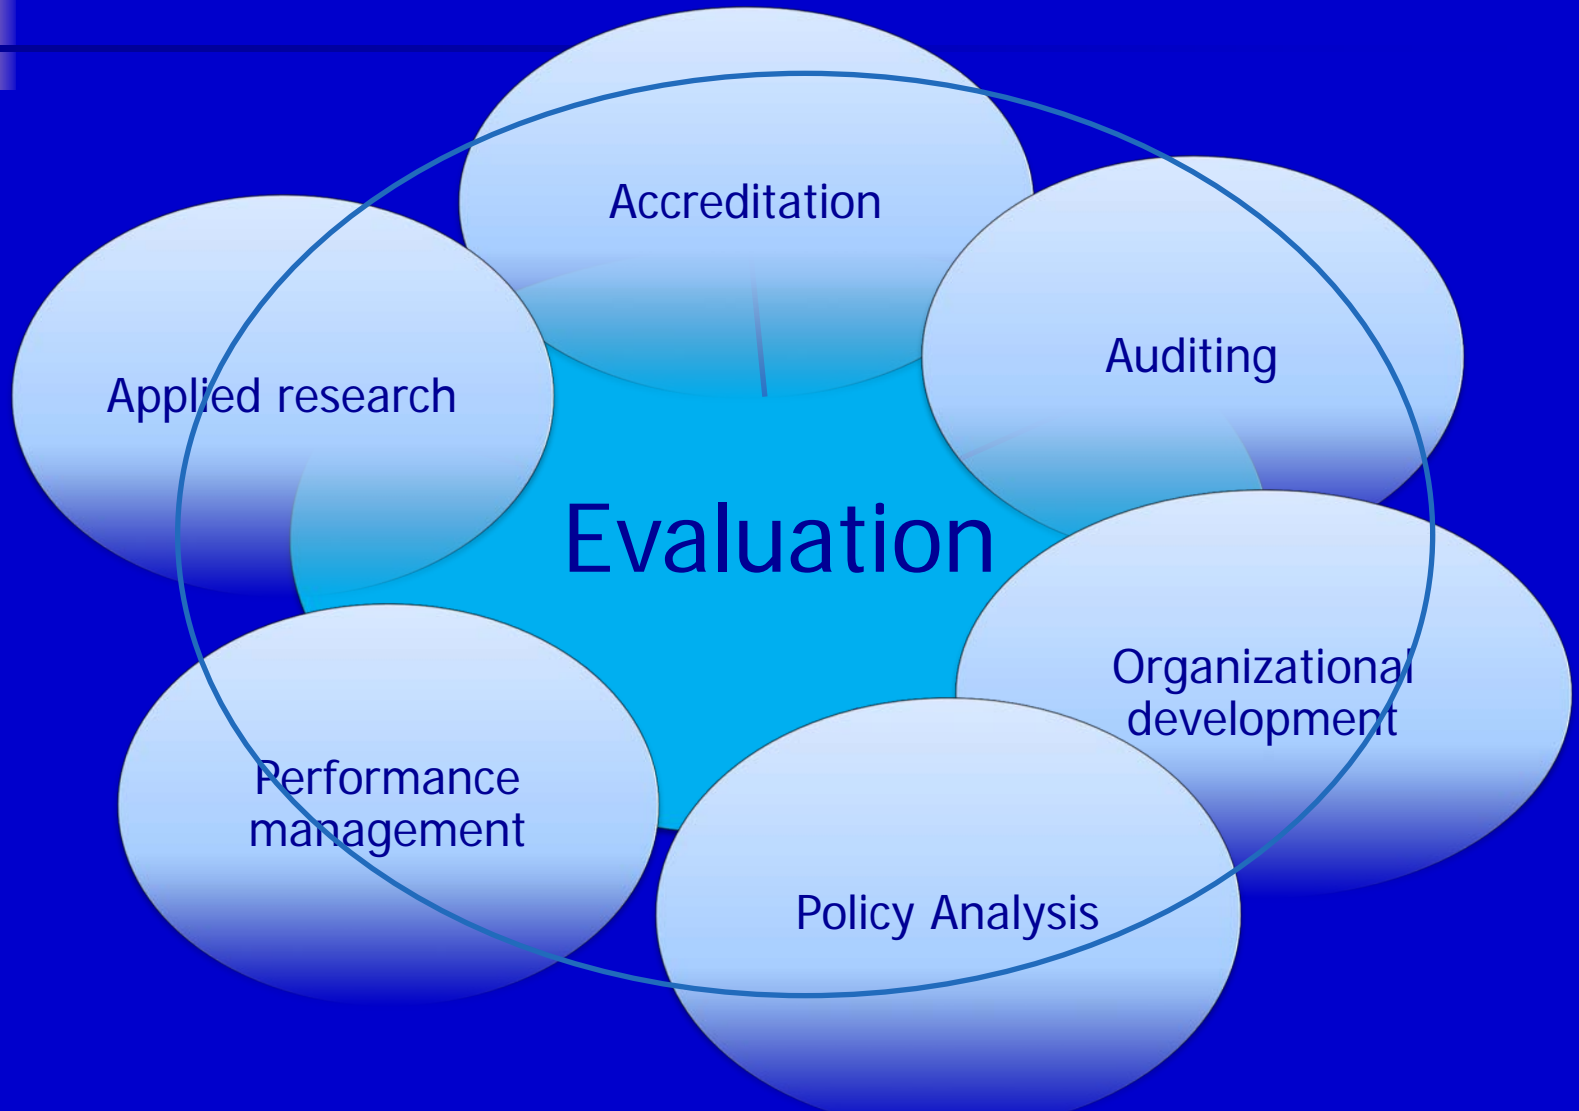 Accreditation
Auditing
Applied research
Evaluation
Organizational
development
Performance
management
Policy Analysis